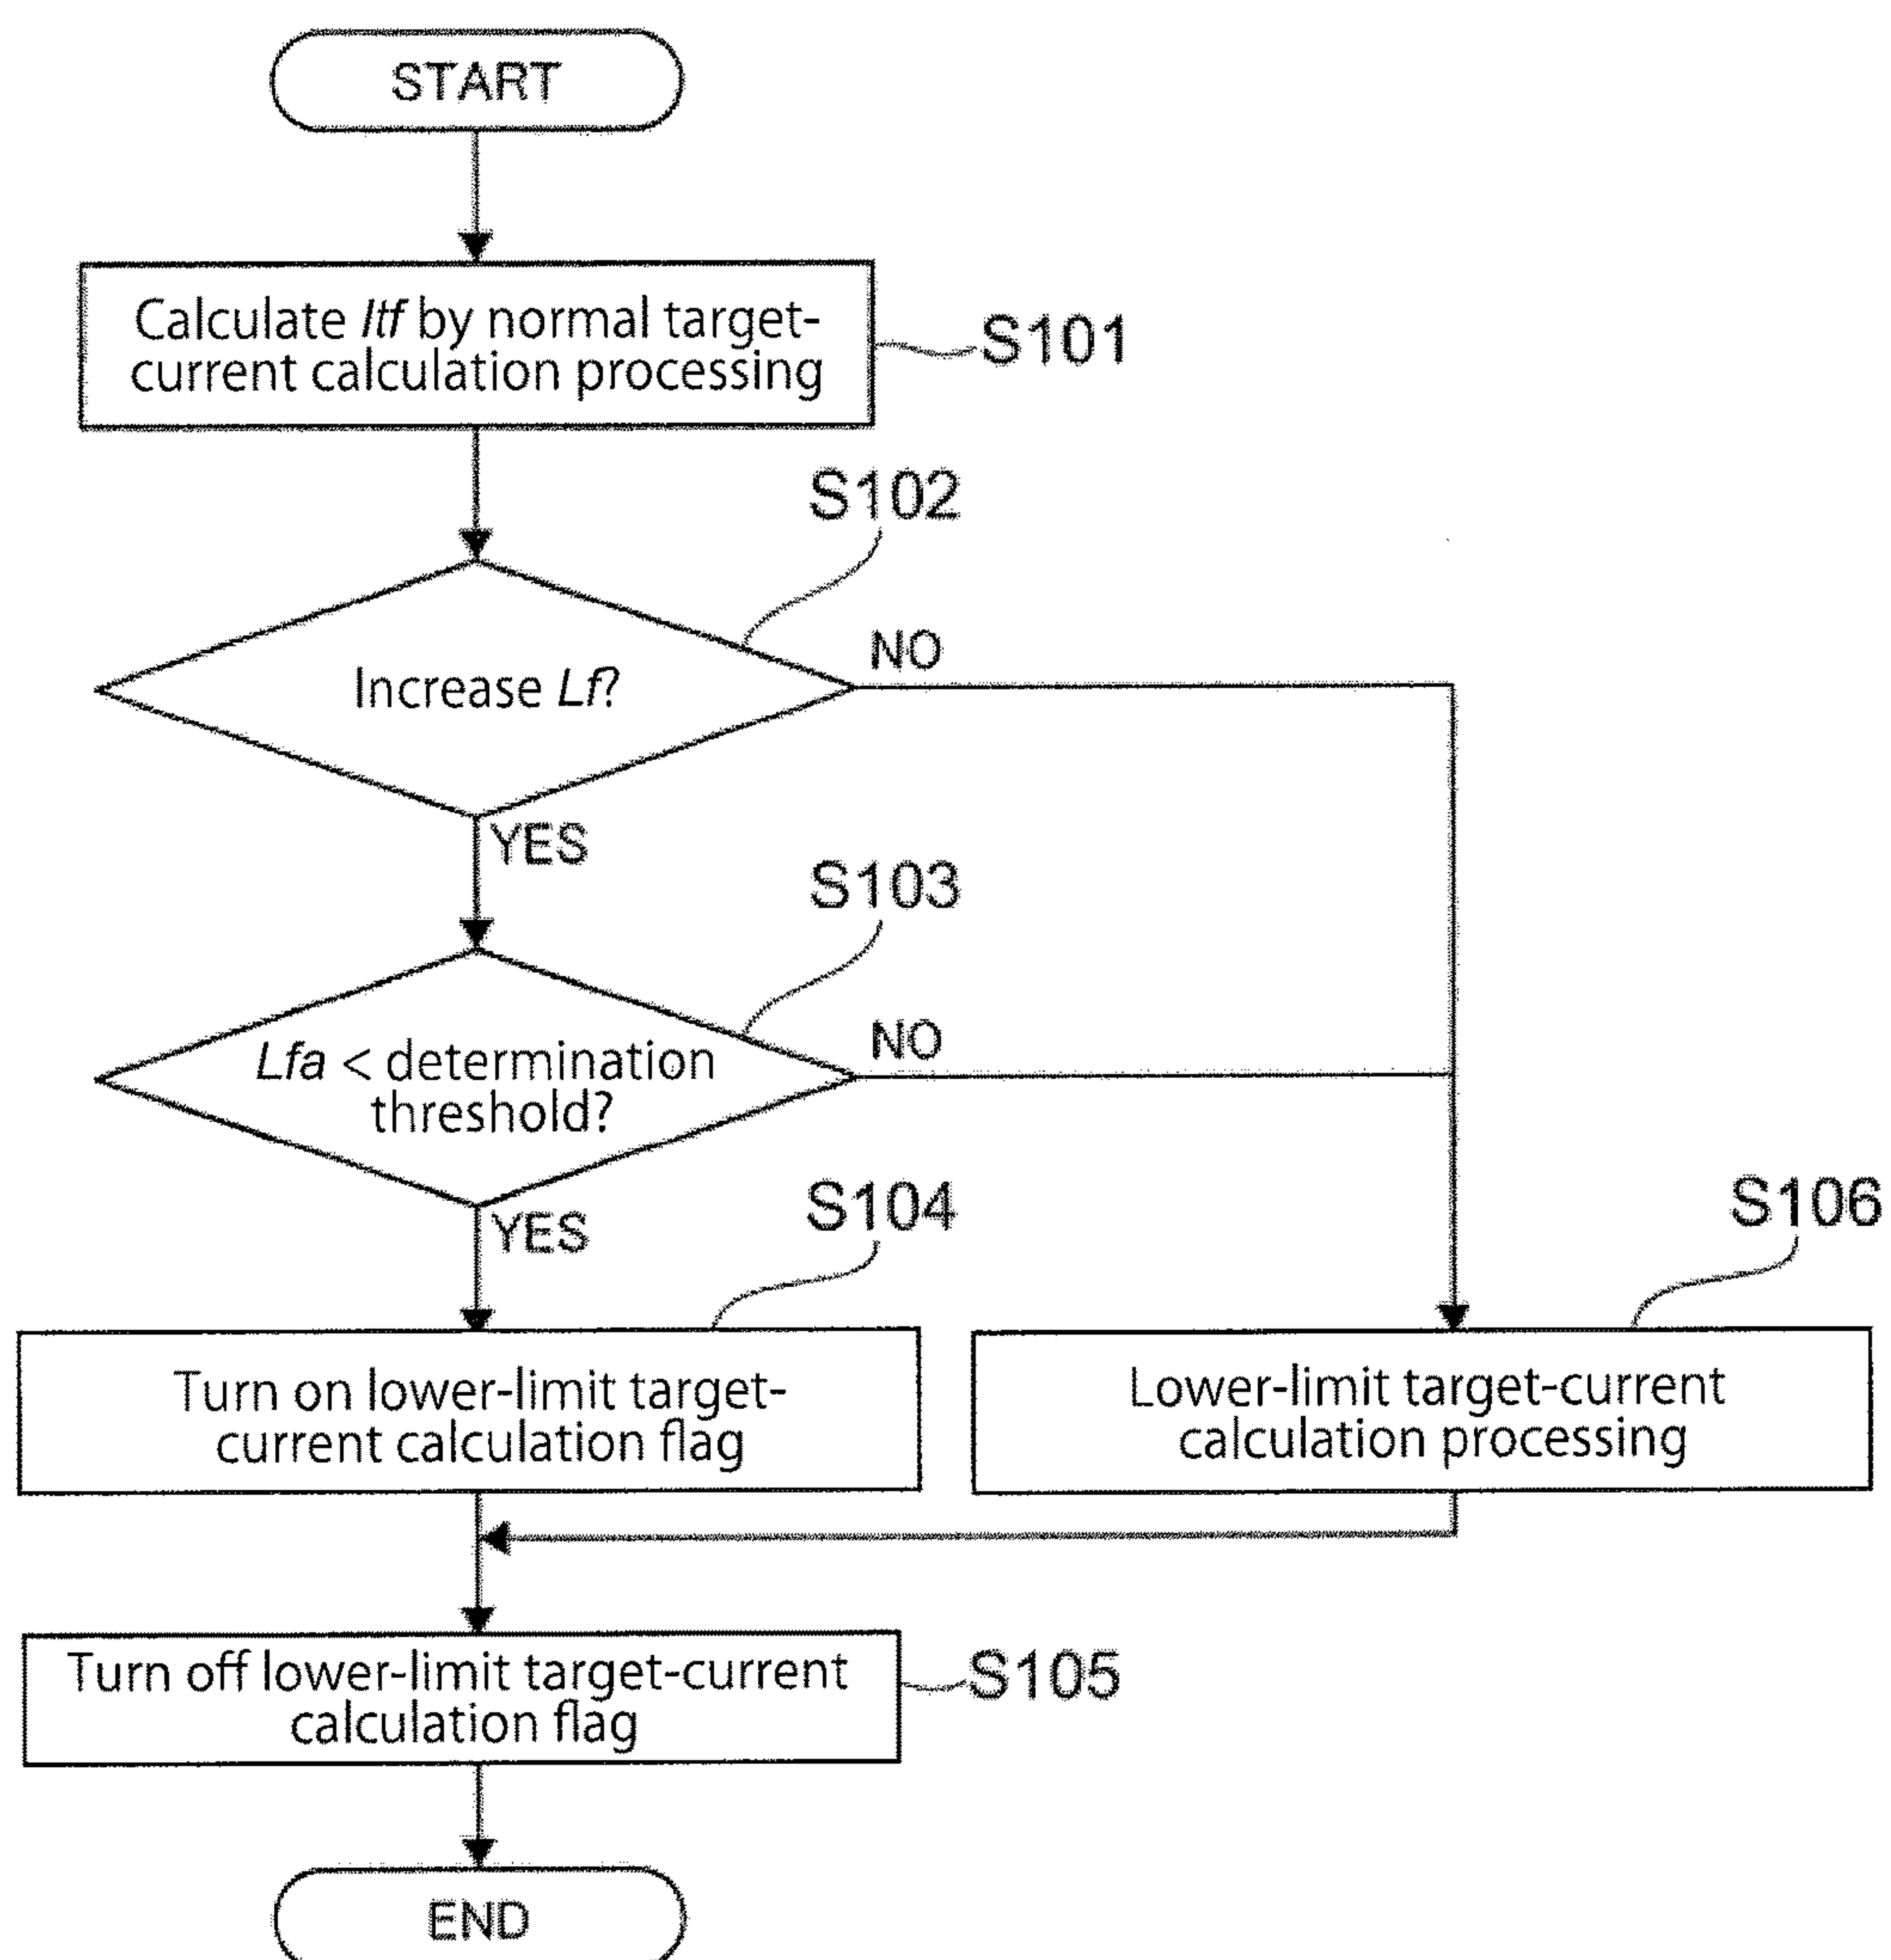 START
Calculate Itf by normal target-
current calculation processing
S101
S102
Increase Lf?
NO
YES
S103
Lfa < determination
threshold?
NO
YES
S104
S106
Turn on lower-limit target-
current calculation flag
Lower-limit target-current
calculation processing
Turn off lower-limit target-current
calculation flag
S105
END